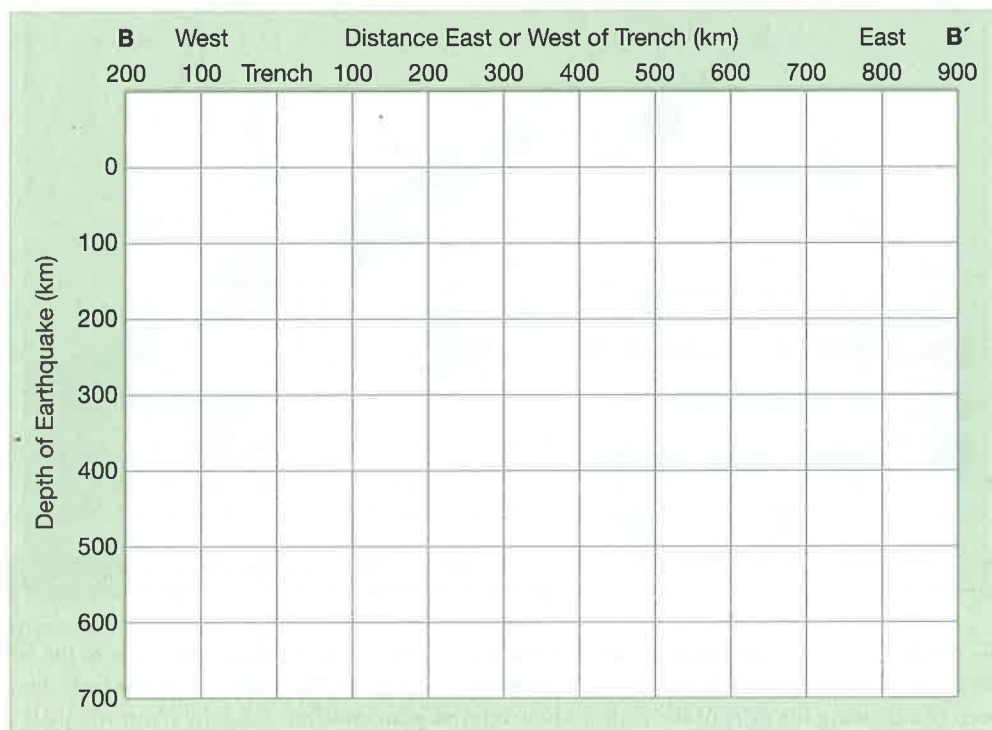 B West Distance East or West of Trench (km) East B´
200 100 Trench 100 200 300 400 500 600 700 800 900
0
100
200
300
400
500
600
700
Depth of Earthquake (km)